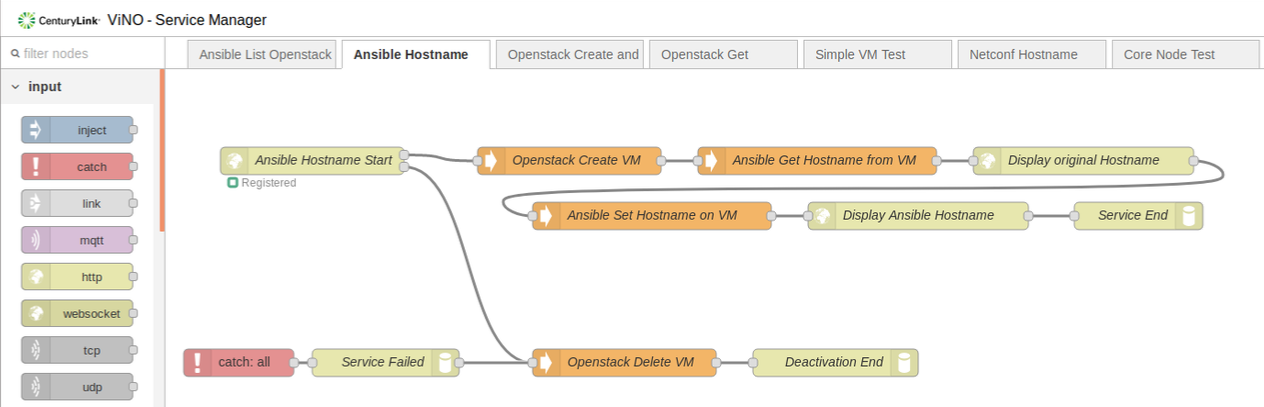 CenturyLink ViNO - Service Manager
filter nodes
Ansible List Openstack
Ansible Hostname
Openstack Create and
Openstack Get
Simple VM Test
Netconf Hostname
Core Node Test
input
inject
catch
link
mqtt
http
websocket
tcp
udp
Ansible Hostname Start
Registered
Openstack Create VM
Ansible Get Hostname from VM
Display original Hostname
Ansible Set Hostname on VM
Display Ansible Hostname
Service End
catch: all
Service Failed
Openstack Delete VM
Deactivation End